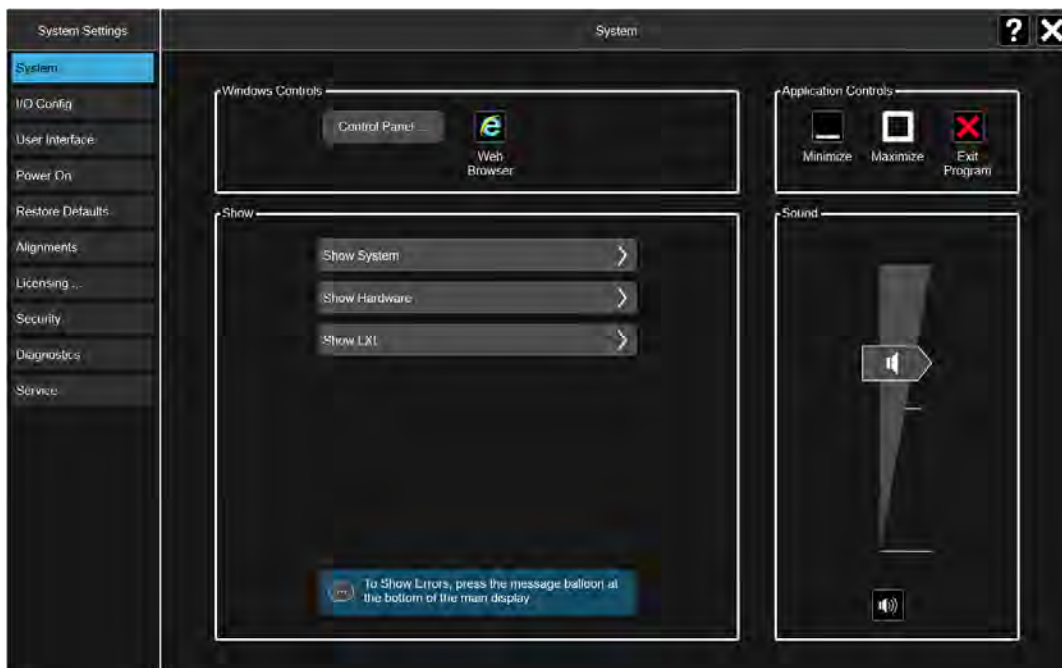 System Settings
System
?
System
I/O Config
User Interface
Power On
Restore Defaults
Alignments
Licensing ...
Security
Diagnostics
Service
Windows Controls
Control Panel ...
Web
Browser
Application Controls
Minimize
Maximize
Exit
Program
Show
Show System
Show Hardware
Show LXI
To Show Errors, press the message balloon at
the bottom of the main display
Sound